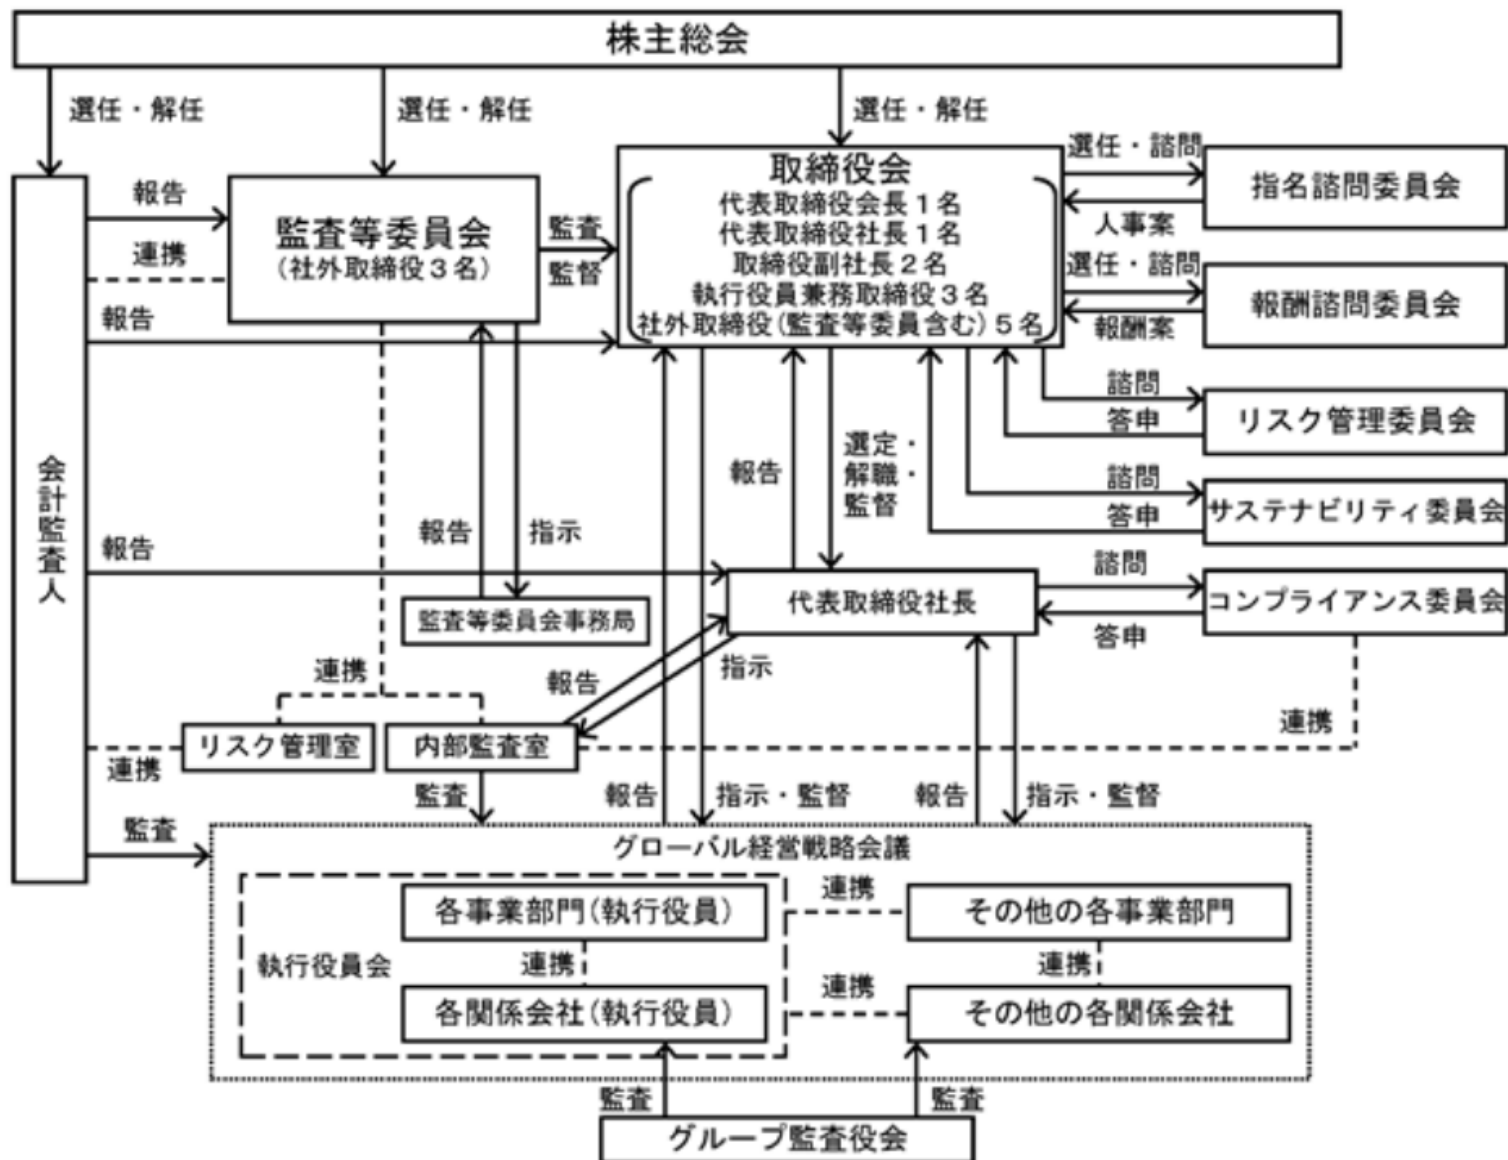 株主総会
選任・解任
選任・解任
選任・解任
会計監査人
報告
連携
報告
監査等委員会
(社外取締役3名)
監査
監督
取締役会
代表取締役会長1名
代表取締役社長1名
取締役副社長2名
執行役員兼務取締役3名
社外取締役(監査等委員含む)5名
選任・諮問
人事案
指名諮問委員会
選任・諮問
報酬案
報酬諮問委員会
諮問
答申
リスク管理委員会
諮問
答申
サステナビリティ委員会
報告
選定・
解職・
監督
報告
指示
報告
監査等委員会事務局
代表取締役社長
諮問
答申
コンプライアンス委員会
連携
報告
指示
連携
リスク管理室
内部監査室
連携
監査
報告
指示・監督
報告
指示・監督
監査
グローバル経営戦略会議
執行役員会
各事業部門(執行役員)
連携
各関係会社(執行役員)
連携
連携
その他の各事業部門
連携
その他の各関係会社
監査
監査
グループ監査役会